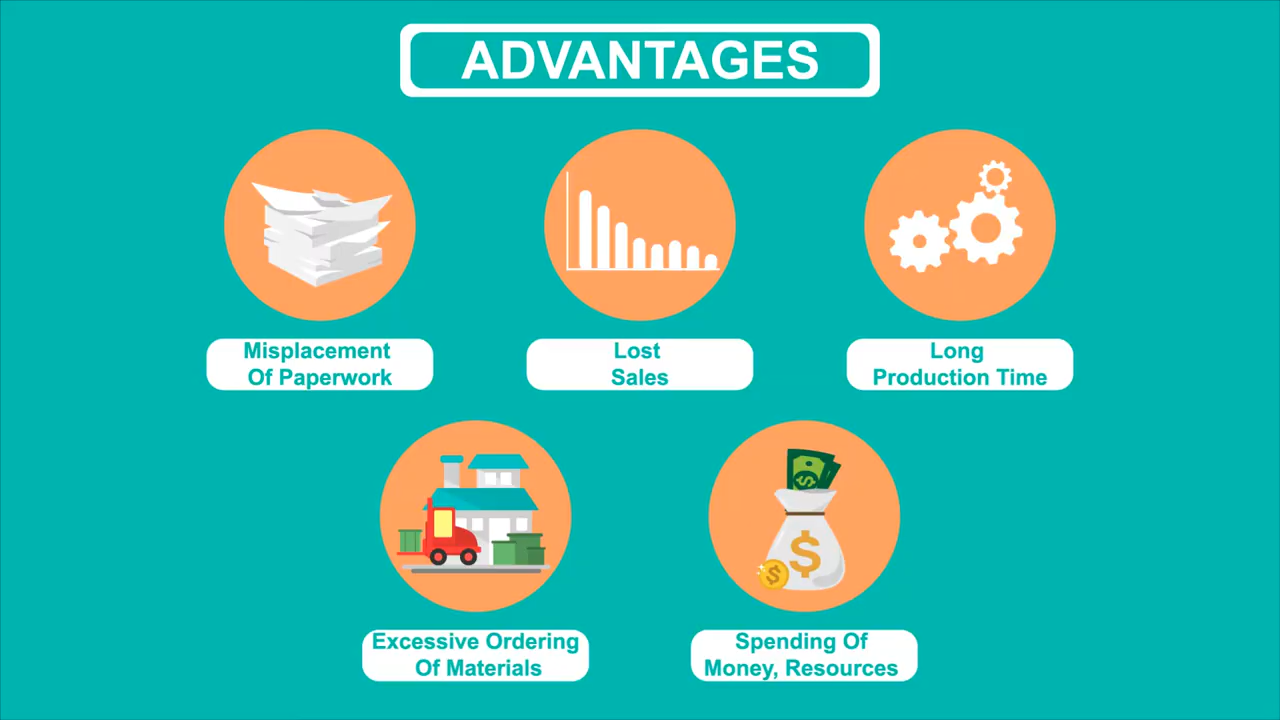 ADVANTAGES
Misplacement
Of Paperwork
Lost
Sales
Long
Production Time
Excessive Ordering
Of Materials
Spending Of
Money, Resources